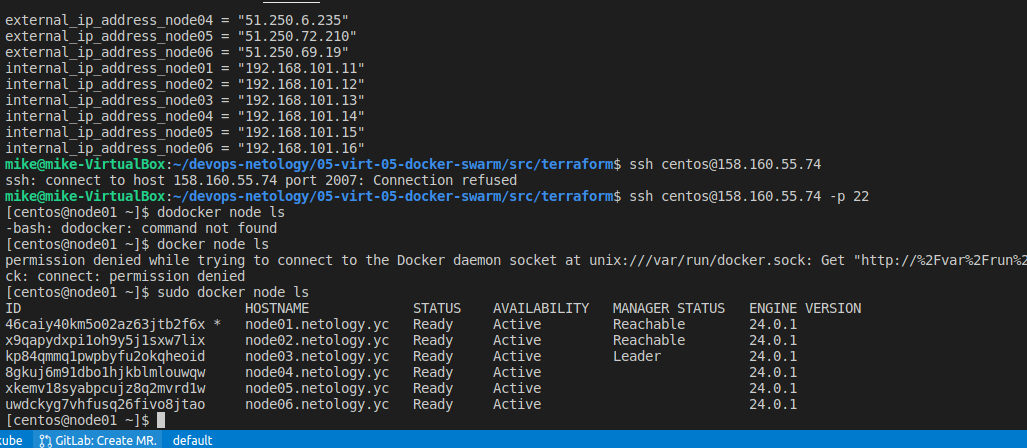 external_ip_address_node04 = "51.250.6.235"
external_ip_address_node05 = "51.250.72.210"
external_ip_address_node06 = "51.250.69.19"
internal_ip_address_node01 = "192.168.101.11"
internal_ip_address_node02 = "192.168.101.12"
internal_ip_address_node03 = "192.168.101.13"
internal_ip_address_node04 = "192.168.101.14"
internal_ip_address_node05 = "192.168.101.15"
internal_ip_address_node06 = "192.168.101.16"
mike@mike-VirtualBox:~/devops-netology/05-virt-05-docker-swarm/src/terraform$ ssh centos@158.160.55.74
ssh: connect to host 158.160.55.74 port 2007: Connection refused
mike@mike-VirtualBox:~/devops-netology/05-virt-05-docker-swarm/src/terraform$ ssh centos@158.160.55.74 -p 22
[centos@node01 ~]$ dodocker node ls
-bash: dodocker: command not found
[centos@node01 ~]$ docker node ls
permission denied while trying to connect to the Docker daemon socket at unix:///var/run/docker.sock: Get "http://%2Fvar%2Frun%2
ck: connect: permission denied
[centos@node01 ~]$ sudo docker node ls
ID HOSTNAME STATUS AVAILABILITY MANAGER STATUS ENGINE VERSION
46caiy40km5o02az63jtb2f6x * node01.netology.yc Ready Active Reachable 24.0.1
x9qapydxpi1oh9y5j1sxw7lix node02.netology.yc Ready Active Reachable 24.0.1
kp84qmmq1pwpbyfu2okqheoid node03.netology.yc Ready Active Leader 24.0.1
8gkuj6m91dbo1hjkblmlouwqw node04.netology.yc Ready Active 24.0.1
xkemv18syabpcujz8q2mvrd1w node05.netology.yc Ready Active 24.0.1
uwdckyg7vhfusq26fivo8jtao node06.netology.yc Ready Active 24.0.1
[centos@node01 ~]$
kube GitLab: Create MR. default